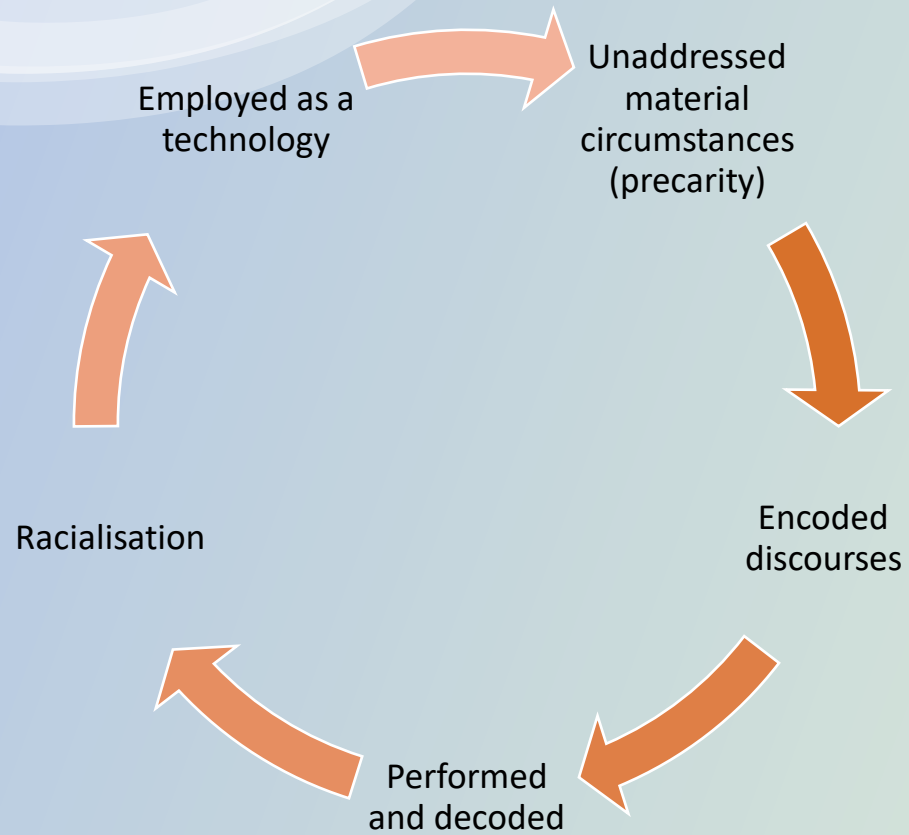 Unaddressed
material
circumstances
(precarity)
Encoded
discourses
Performed
and decoded
Racialisation
Employed as a
technology